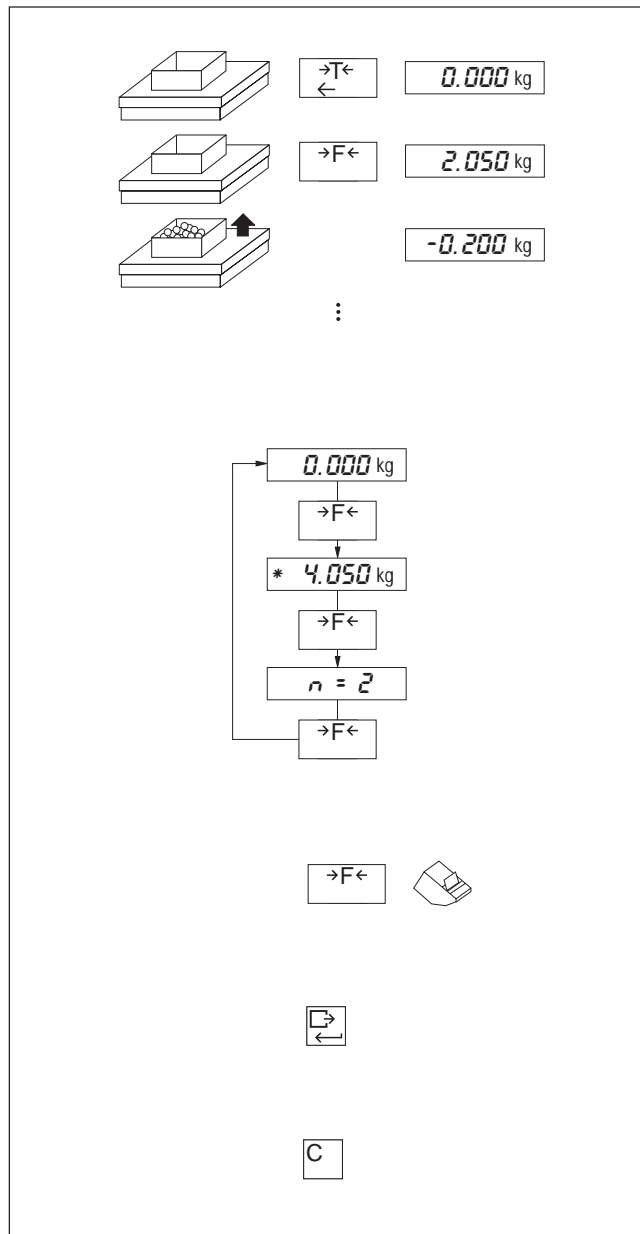 →T← 0.000 kg
←
→F← 2.050 kg
-0.200 kg
0.000 kg
→F←
* 4.050 kg
→F←
n = 2
→F←
→F←
C